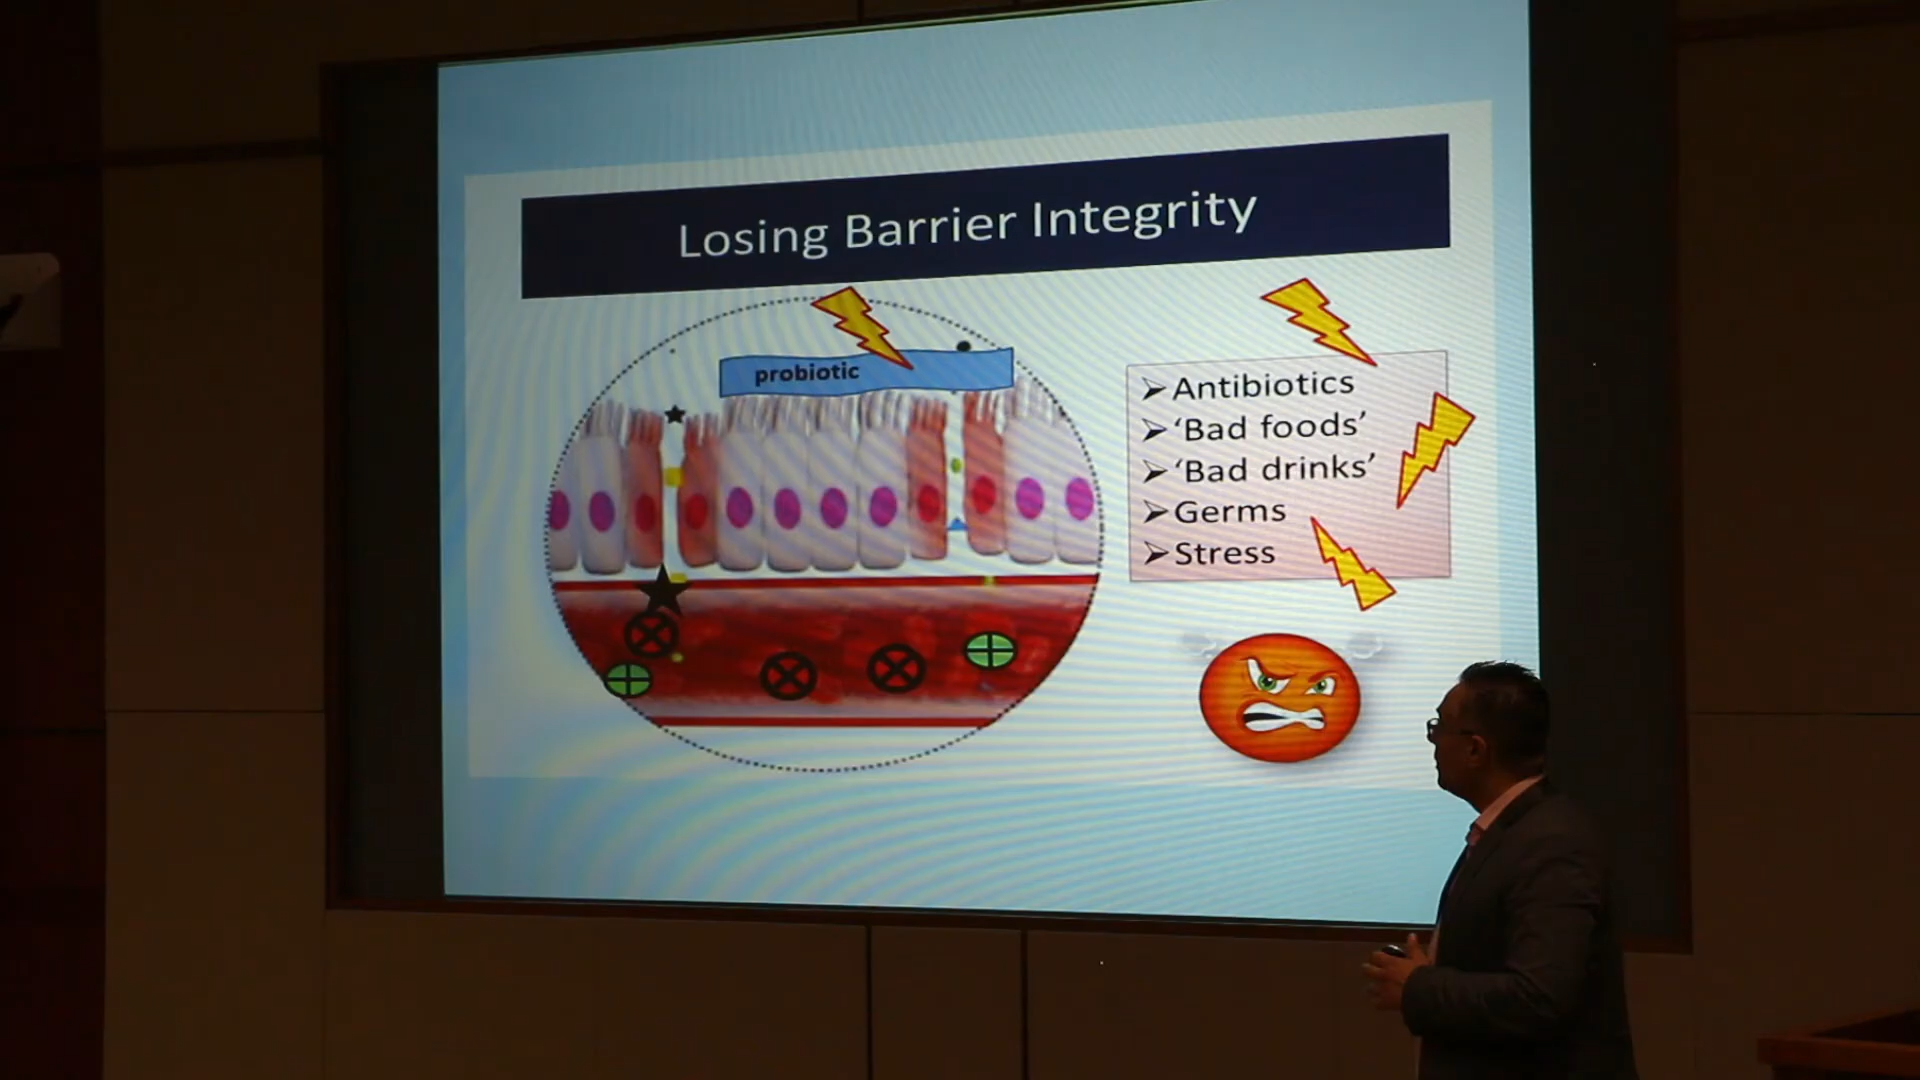 Losing Barrier Integrity
probiotic
➢Antibiotics
➢‘Bad foods’
➢‘Bad drinks’
➢Germs
➢Stress